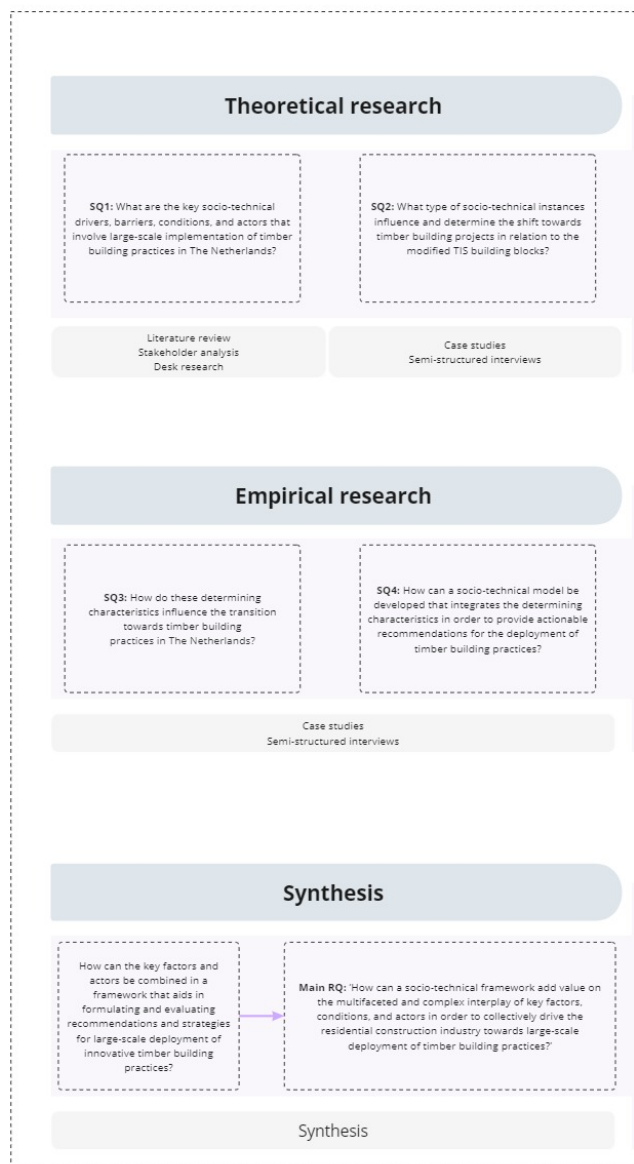 Theoretical research
SQ1: What are the key socio-technical
drivers, barriers, conditions, and actors that
involve large-scale implementation of timber
building practices in The Netherlands?
SQ2: What type of socio-technical instances
influence and determine the shift towards
timber building projects in relation to the
modified TIS building blocks?
Literature review
Stakeholder analysis
Desk research
Case studies
Semi-structured interviews
Empirical research
SQ3: How do these determining
characteristics influence the transition
towards timber building
practices in The Netherlands?
SQ4: How can a socio-technical model be
developed that integrates the determining
characteristics in order to provide actionable
recommendations for the deployment of
timber building practices?
Case studies
Semi-structured interviews
Synthesis
How can the key factors and
actors be combined in a
framework that aids in
formulating and evaluating
recommendations and strategies
for large-scale deployment of
innovative timber building
practices?
Main RQ: 'How can a socio-technical framework add value on
the multifaceted and complex interplay of key factors,
conditions, and actors in order to collectively drive the
residential construction industry towards large-scale
deployment of timber building practices?'
Synthesis